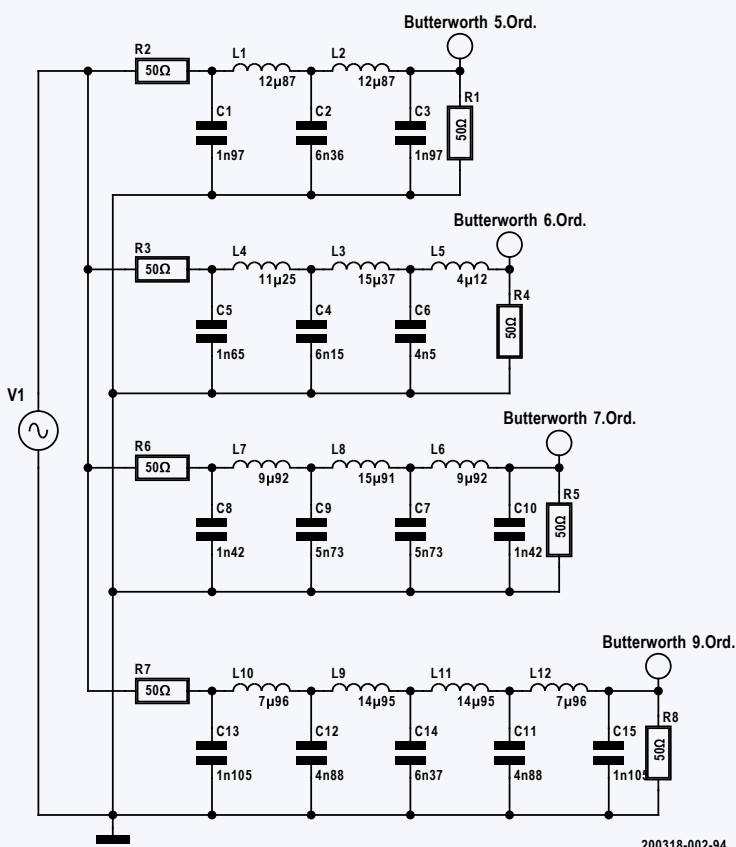 Butterworth 5.Ord.
R2
L1
L2
50Ω
12µ87
12µ87
R1
C1
C2
C3
50Ω
1n97
6n36
1n97
Butterworth 6.Ord.
R3
L4
L3
L5
50Ω
11µ25
15µ37
4µ12
R4
C5
C4
C6
50Ω
1n65
6n15
4n5
V1
Butterworth 7.Ord.
R6
L7
L8
L6
50Ω
9µ92
15µ91
9µ92
R5
C8
C9
C7
C10
50Ω
1n42
5n73
5n73
1n42
Butterworth 9.Ord.
R7
L10
L9
L11
L12
50Ω
7µ96
14µ95
14µ95
7µ96
R8
C13
C12
C14
C11
C15
50Ω
1n105
4n88
6n37
4n88
1n105
200318-002-94